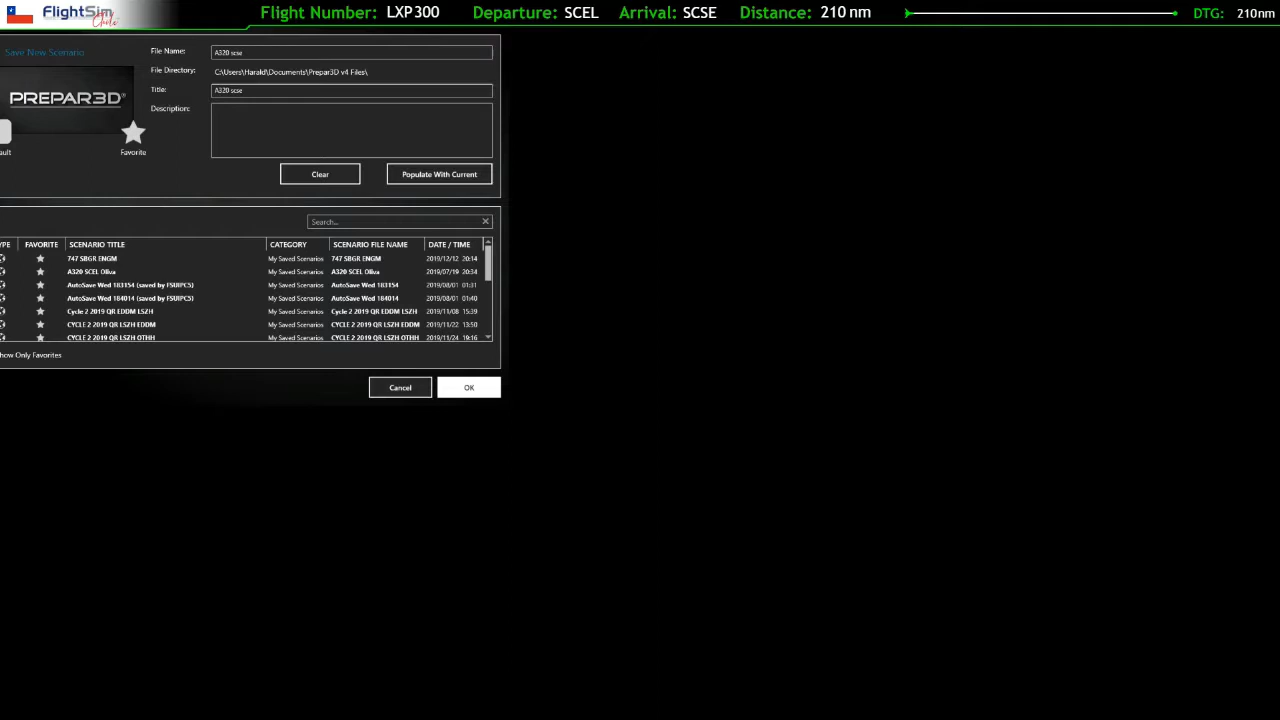 FlightSim
Chile
Flight Number: LXP300 Departure: SCEL Arrival: SCSE Distance: 210 nm DTG: 210nm
Save New Scenario
File Name: A320 scse
File Directory: C:\Users\Harald\Documents\Prepar3D v4 Files\
Title: A320 scse
Description:
PREPAR3D®
ault
Favorite
Clear Populate With Current
Search...
YPE FAVORITE SCENARIO TITLE CATEGORY SCENARIO FILE NAME DATE / TIME
747 SBGR ENGM My Saved Scenarios 747 SBGR ENGM 2019/12/12 20:14
A320 SCEL Oliva My Saved Scenarios A320 SCEL Oliva 2019/07/19 20:34
AutoSave Wed 183154 (saved by FSUIPC5) My Saved Scenarios AutoSave Wed 183154 2019/08/01 01:31
AutoSave Wed 184014 (saved by FSUIPC5) My Saved Scenarios AutoSave Wed 184014 2019/08/01 01:40
Cycle 2 2019 QR EDDM LSZH My Saved Scenarios Cycle 2 2019 QR EDDM LSZH 2019/11/08 15:39
CYCLE 2 2019 QR LSZH EDDM My Saved Scenarios CYCLE 2 2019 QR LSZH EDDM 2019/11/22 13:50
CYCLE 2 2019 QR LSZH OTHH My Saved Scenarios CYCLE 2 2019 QR LSZH OTHH 2019/11/24 19:16
how Only Favorites
Cancel OK